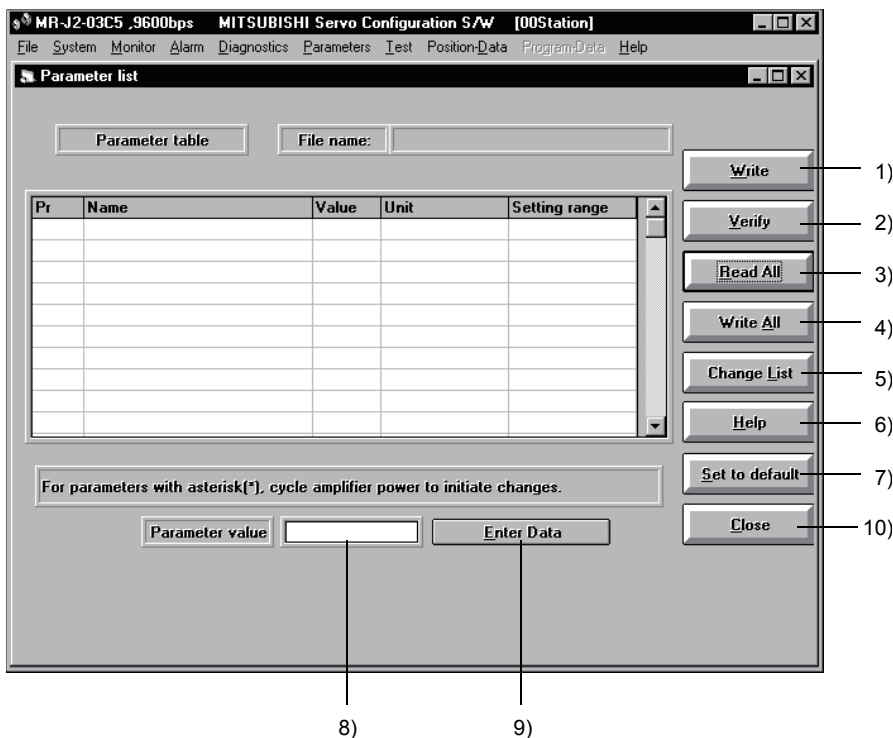 MR-J2-03C5 ,9600bps MITSUBISHI Servo Configuration S/W [00Station]
File System Monitor Alarm Diagnostics Parameters Test Position-Data Program-Data Help
Parameter list
Parameter table File name:
Write 1)
Pr Name Value Unit Setting range
Verify 2)
Read All 3)
Write All 4)
Change List 5)
Help 6)
Set to default 7)
For parameters with asterisk(*), cycle amplifier power to initiate changes.
Parameter value Enter Data
Close 10)
8) 9)